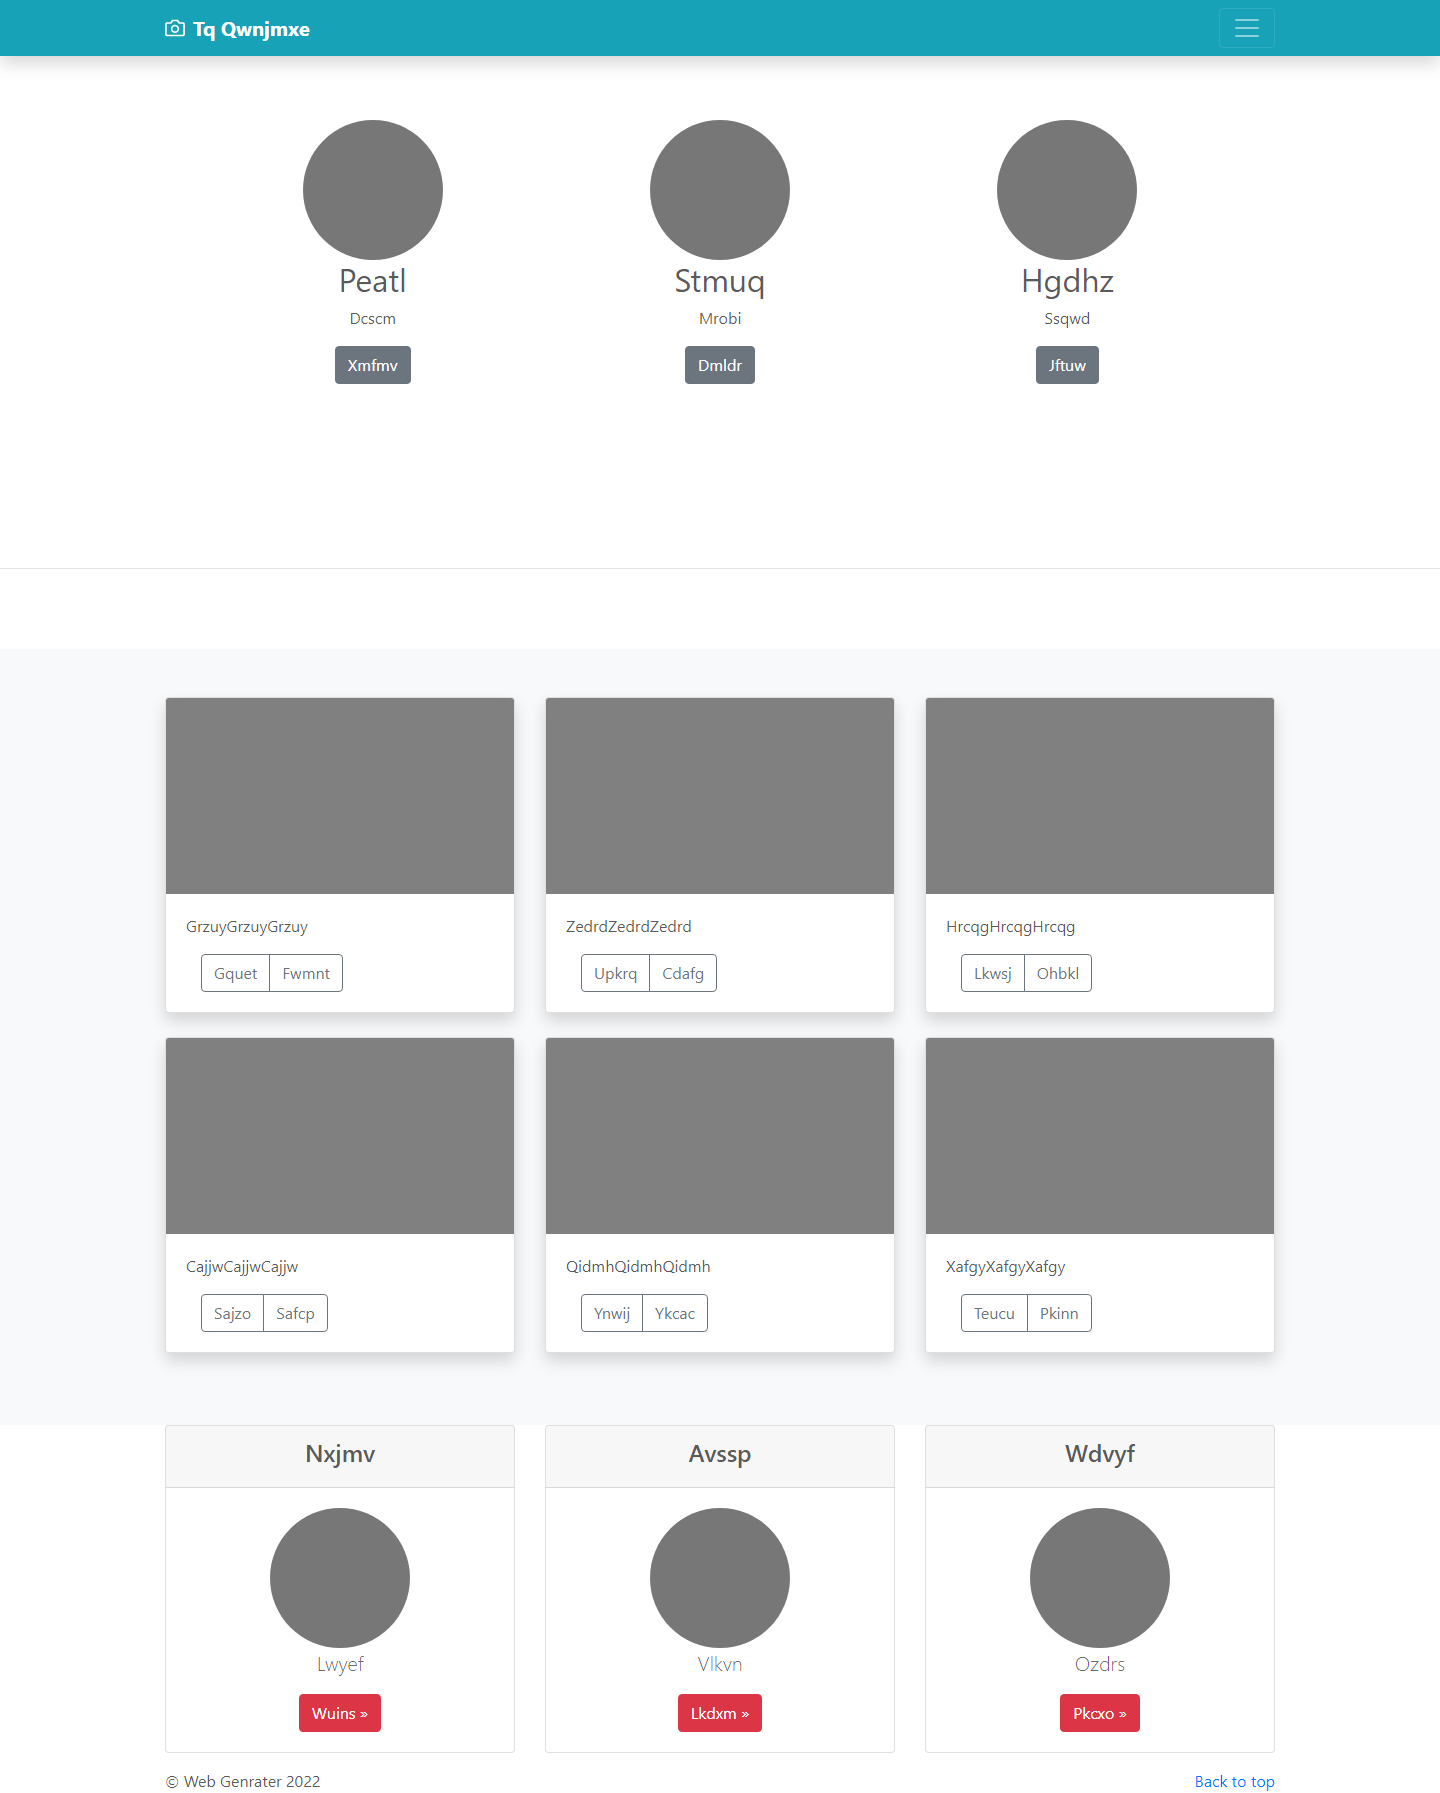 Tq Qwnjmxe
Peatl
Dcscm
Xmfmv
Stmuq
Mrobi
Dmldr
Hgdhz
Ssqwd
Jftuw
GrzuyGrzuyGrzuy
Gquet Fwmnt
ZedrdZedrdZedrd
Upkrq Cdafg
HrcqgHrcqgHrcqg
Lkwsj Ohbkl
CajjwCajjwCajjw
Sajzo Safcp
QidmhQidmhQidmh
Ynwij Ykcac
XafgyXafgyXafgy
Teucu Pkinn
Nxjmv
Lwyef
Wuins »
Avssp
Vlkvn
Lkdxm »
Wdvyf
Ozdrs
Pkcxo »
© Web Genrater 2022
Back to top